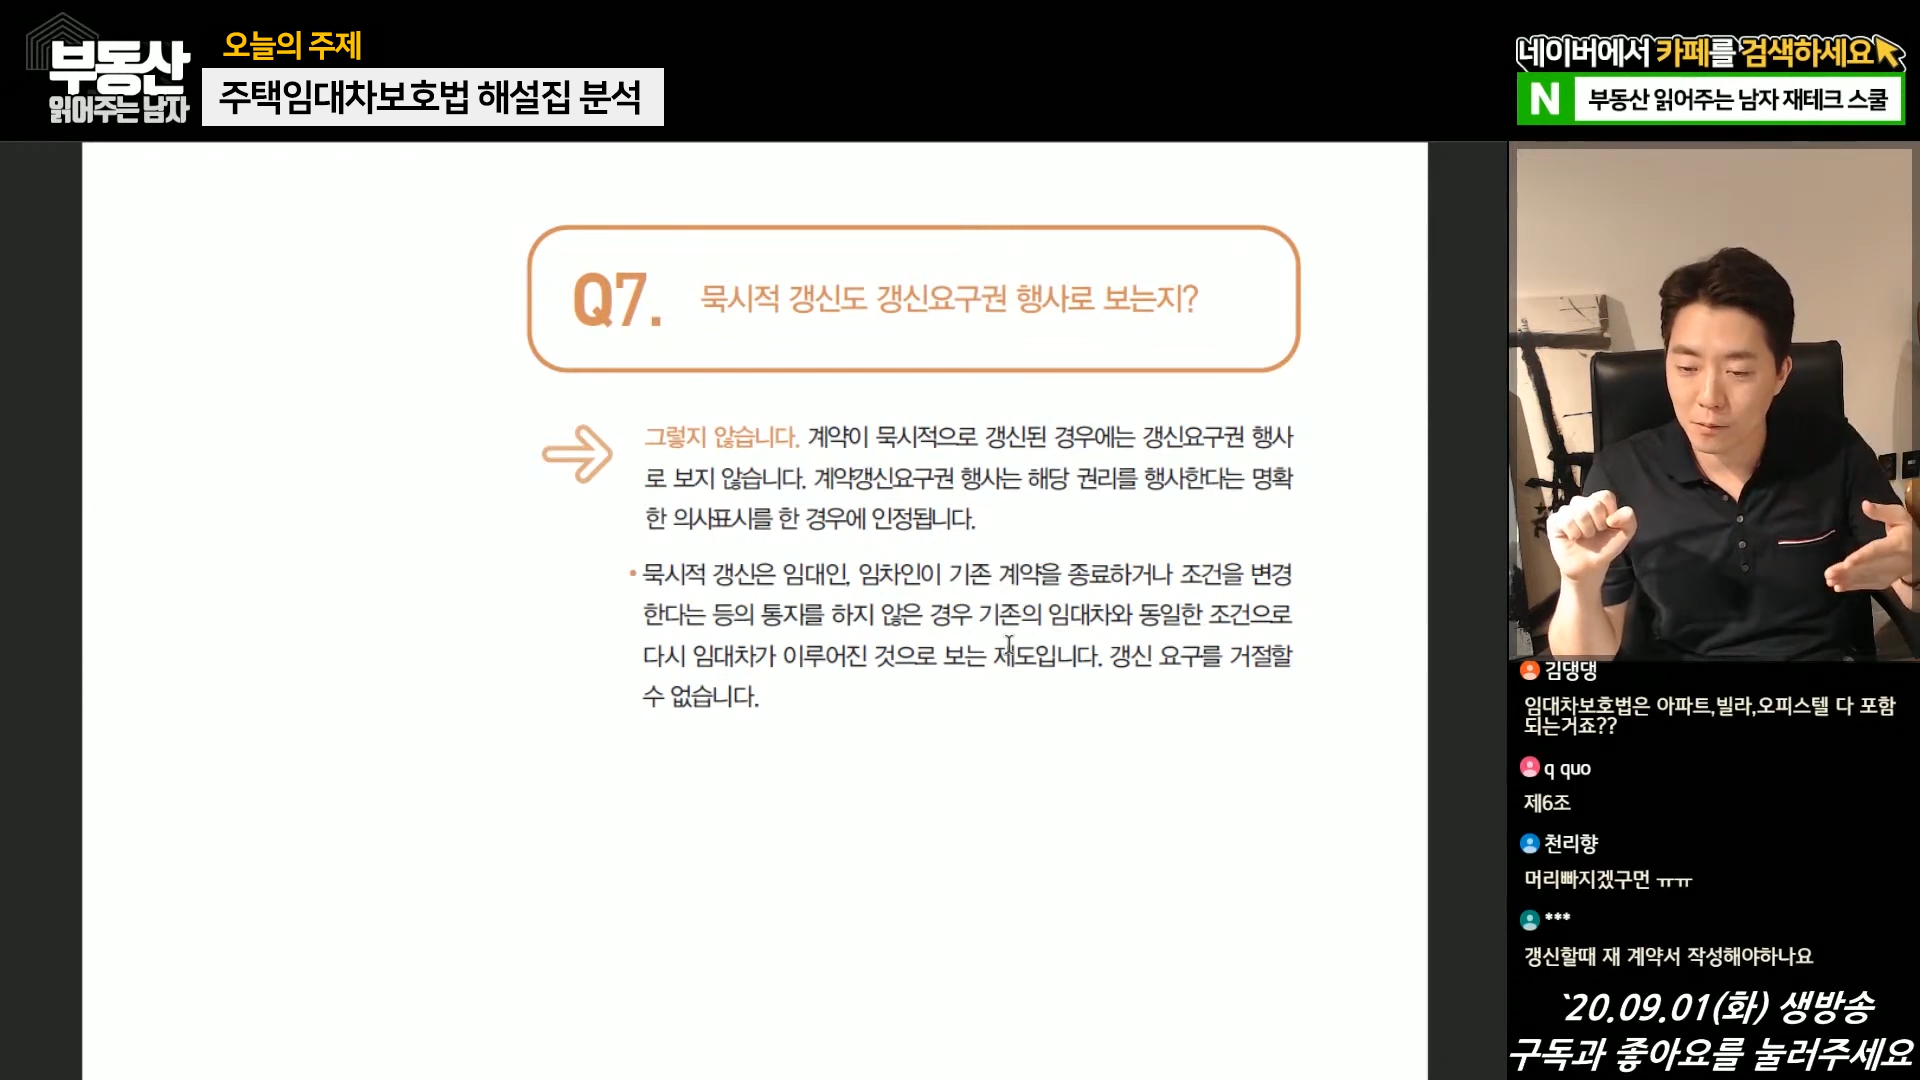 부동산
읽어주는 남자
오늘의 주제
주택임대차보호법 해설집 분석
네이버에서 카페를 검색하세요
N 부동산 읽어주는 남자 재테크 스쿨
Q7. 묵시적 갱신도 갱신요구권 행사로 보는지?
그렇지 않습니다. 계약이 묵시적으로 갱신된 경우에는 갱신요구권 행사
로 보지 않습니다. 계약갱신요구권 행사는 해당 권리를 행사한다는 명확
한 의사표시를 한 경우에 인정됩니다.
• 묵시적 갱신은 임대인, 임차인이 기존 계약을 종료하거나 조건을 변경
한다는 등의 통지를 하지 않은 경우 기존의 임대차와 동일한 조건으로
다시 임대차가 이루어진 것으로 보는 제도입니다. 갱신 요구를 거절할
수 없습니다.
김댕댕
임대차보호법은 아파트,빌라,오피스텔 다 포함
되는거죠??
q quo
제6조
천리향
머리빠지겠구먼 ㅠㅠ
***
갱신할때 재 계약서 작성해야하나요
`20.09.01(화) 생방송
구독과 좋아요를 눌러주세요